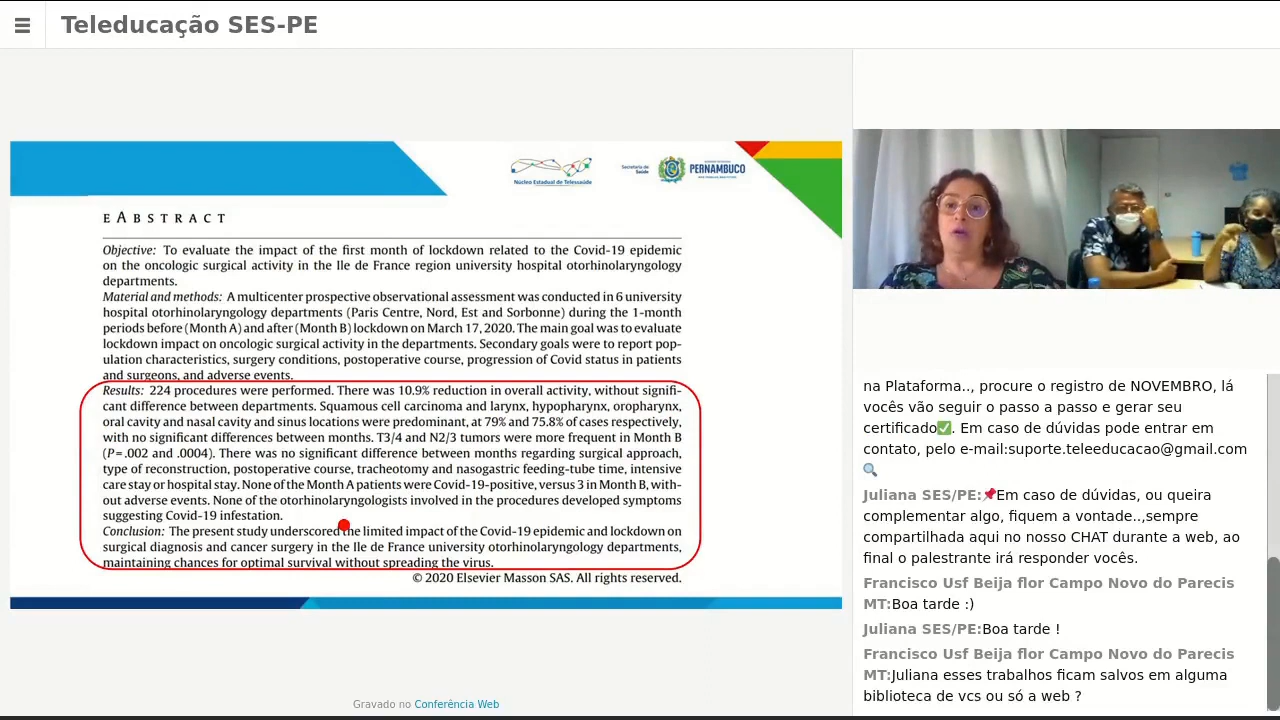 Teleducação SES-PE
Núcleo Estadual de Telessaúde
Secretaria de
Saúde
PERNAMBUCO
E A B S T R A C T
Objective: To evaluate the impact of the first month of lockdown related to the Covid-19 epidemic
on the oncologic surgical activity in the Ile de France region university hospital otorhinolaryngology
departments.
Material and methods: A multicenter prospective observational assessment was conducted in 6 university
hospital otorhinolaryngology departments (Paris Centre, Nord, Est and Sorbonne) during the 1-month
periods before (Month A) and after (Month B) lockdown on March 17, 2020. The main goal was to evaluate
lockdown impact on oncologic surgical activity in the departments. Secondary goals were to report pop-
ulation characteristics, surgery conditions, postoperative course, progression of Covid status in patients
and surgeons, and adverse events.
Results: 224 procedures were performed. There was 10.9% reduction in overall activity, without signifi-
cant difference between departments. Squamous cell carcinoma and larynx, hypopharynx, oropharynx,
oral cavity and nasal cavity and sinus locations were predominant, at 79% and 75.8% of cases respectively,
with no significant differences between months. T3/4 and N2/3 tumors were more frequent in Month B
(P = .002 and .0004). There was no significant difference between months regarding surgical approach,
type of reconstruction, postoperative course, tracheotomy and nasogastric feeding-tube time, intensive
care stay or hospital stay. None of the Month A patients were Covid-19-positive, versus 3 in Month B, with-
out adverse events. None of the otorhinolaryngologists involved in the procedures developed symptoms
suggesting Covid-19 infestation.
Conclusion: The present study underscored the limited impact of the Covid-19 epidemic and lockdown on
surgical diagnosis and cancer surgery in the Ile de France university otorhinolaryngology departments,
maintaining chances for optimal survival without spreading the virus.
© 2020 Elsevier Masson SAS. All rights reserved.
Gravado no Conferência Web
na Plataforma.., procure o registro de NOVEMBRO, lá
vocês vão seguir o passo a passo e gerar seu
certificado✅. Em caso de dúvidas pode entrar em
contato, pelo e-mail:suporte.teleeducacao@gmail.com
🔍
Juliana SES/PE:📌Em caso de dúvidas, ou queira
complementar algo, fiquem a vontade..,sempre
compartilhada aqui no nosso CHAT durante a web, ao
final o palestrante irá responder vocês.
Francisco Usf Beija flor Campo Novo do Parecis
MT:Boa tarde :)
Juliana SES/PE:Boa tarde !
Francisco Usf Beija flor Campo Novo do Parecis
MT:Juliana esses trabalhos ficam salvos em alguma
biblioteca de vcs ou só a web ?